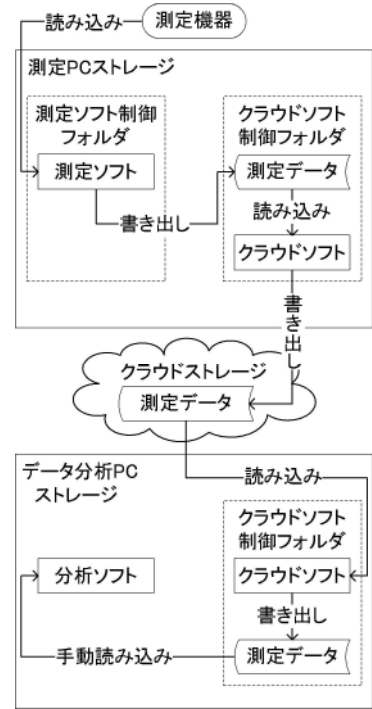 読み込み
測定機器
測定PCストレージ
測定ソフト制御
フォルダ
クラウドソフト
制御フォルダ
測定ソフト
測定データ
書き出し
読み込み
クラウドソフト
書き出し
クラウドストレージ
測定データ
データ分析PC
ストレージ
読み込み
クラウドソフト
制御フォルダ
分析ソフト
クラウドソフト
書き出し
手動読み込み
測定データ